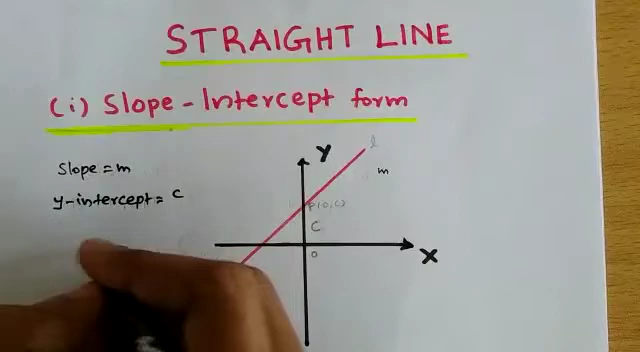 STRAIGHT LINE
(i) Slope-Intercept form
Slope = m
y-intercept = c
Y
l
m
P(0,C)
C
0
X